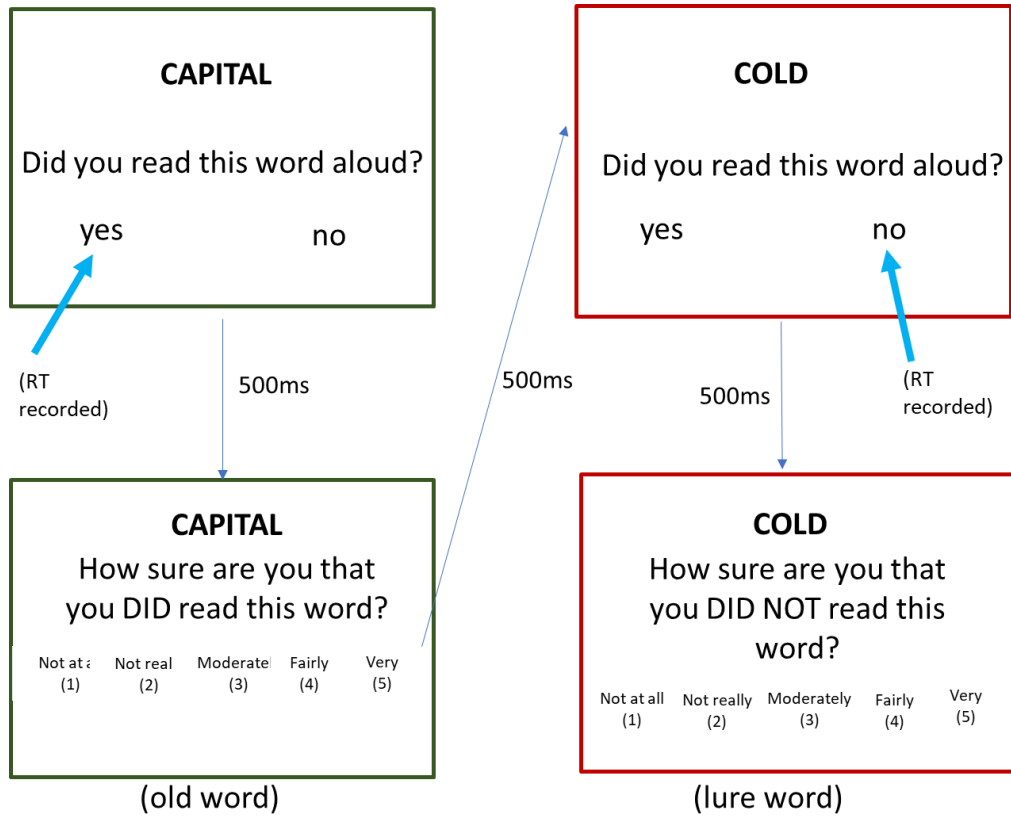 CAPITAL
Did you read this word aloud?
yes no
(RT
recorded)
500ms
CAPITAL
How sure are you that
you DID read this word?
Not at a Not real Moderatel Fairly Very
(1) (2) (3) (4) (5)
(old word)
500ms
COLD
Did you read this word aloud?
yes no
500ms
(RT
recorded)
COLD
How sure are you that
you DID NOT read this
word?
Not at all Not really Moderately Fairly Very
(1) (2) (3) (4) (5)
(lure word)